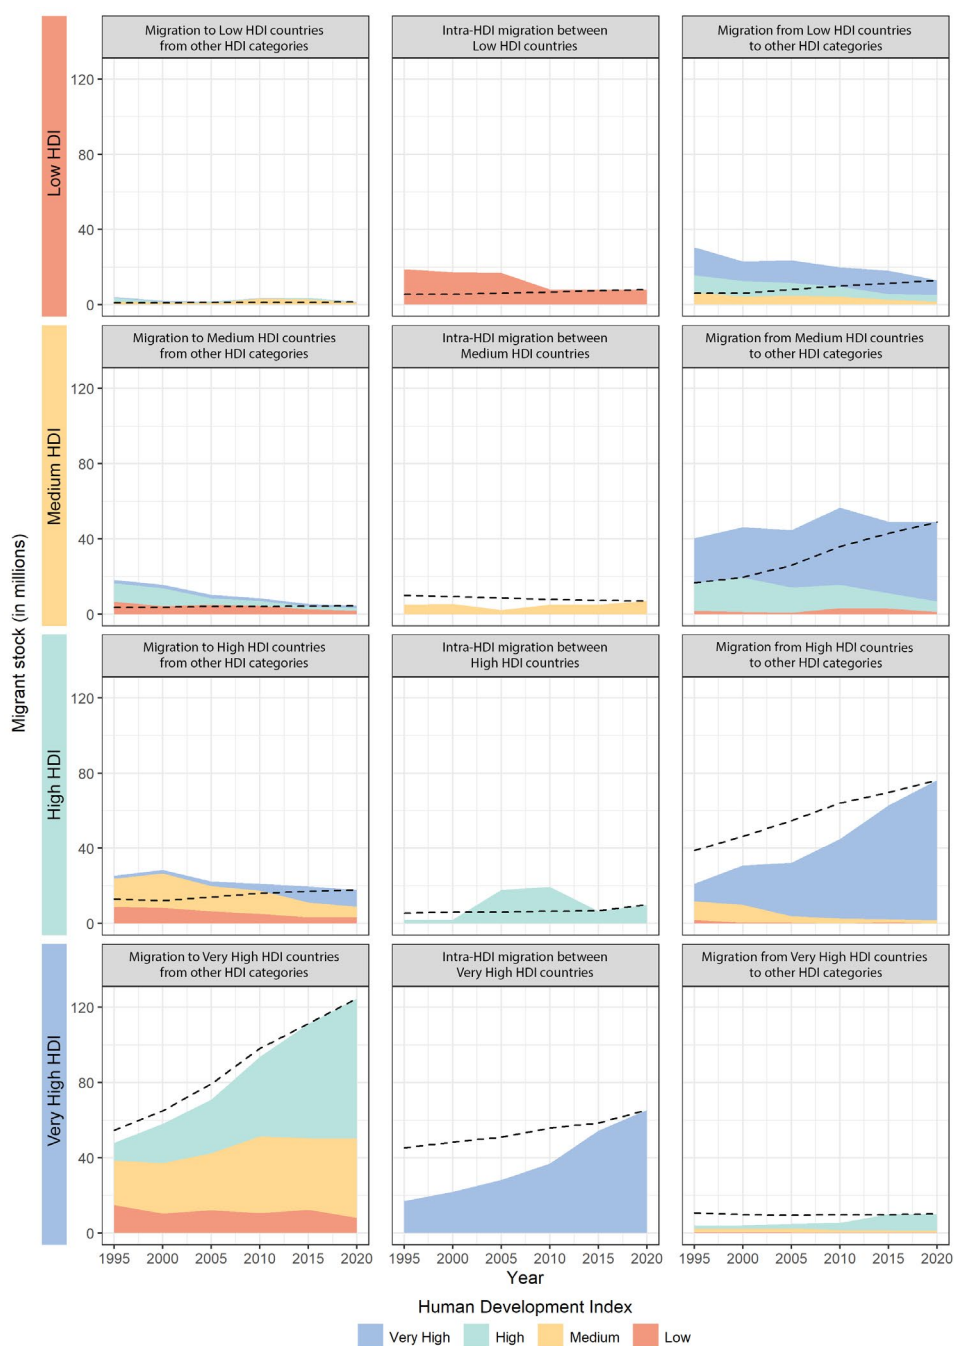 Migration to Low HDI countries
from other HDI categories
Intra-HDI migration between
Low HDI countries
Migration from Low HDI countries
to other HDI categories
Low HDI
120
80
40
0
Migration to Medium HDI countries
from other HDI categories
Intra-HDI migration between
Medium HDI countries
Migration from Medium HDI countries
to other HDI categories
Medium HDI
120
80
40
0
Migrant stock (in millions)
Migration to High HDI countries
from other HDI categories
Intra-HDI migration between
High HDI countries
Migration from High HDI countries
to other HDI categories
High HDI
120
80
40
0
Migration to Very High HDI countries
from other HDI categories
Intra-HDI migration between
Very High HDI countries
Migration from Very High HDI countries
to other HDI categories
Very High HDI
120
80
40
0
1995 2000 2005 2010 2015 2020 1995 2000 2005 2010 2015 2020 1995 2000 2005 2010 2015 2020
Year
Human Development Index
Very High High Medium Low